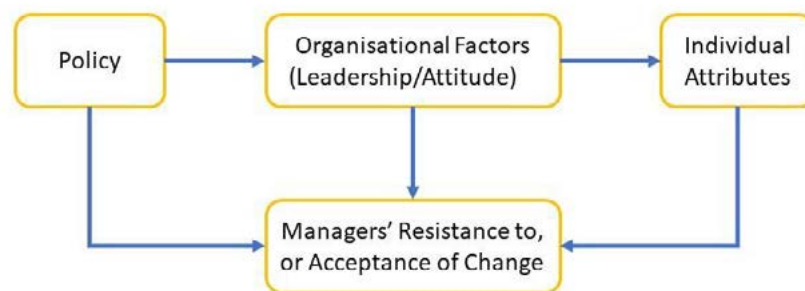 Policy
Organisational Factors
(Leadership/Attitude)
Individual
Attributes
Managers’ Resistance to,
or Acceptance of Change